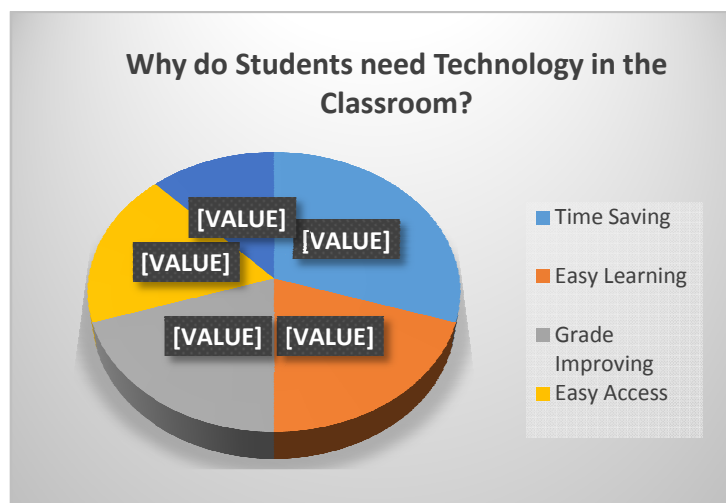 Why do Students need Technology in the
Classroom?
[VALUE]
[VALUE]
[VALUE]
[VALUE]
[VALUE]
Time Saving
Easy Learning
Grade
Improving
Easy Access